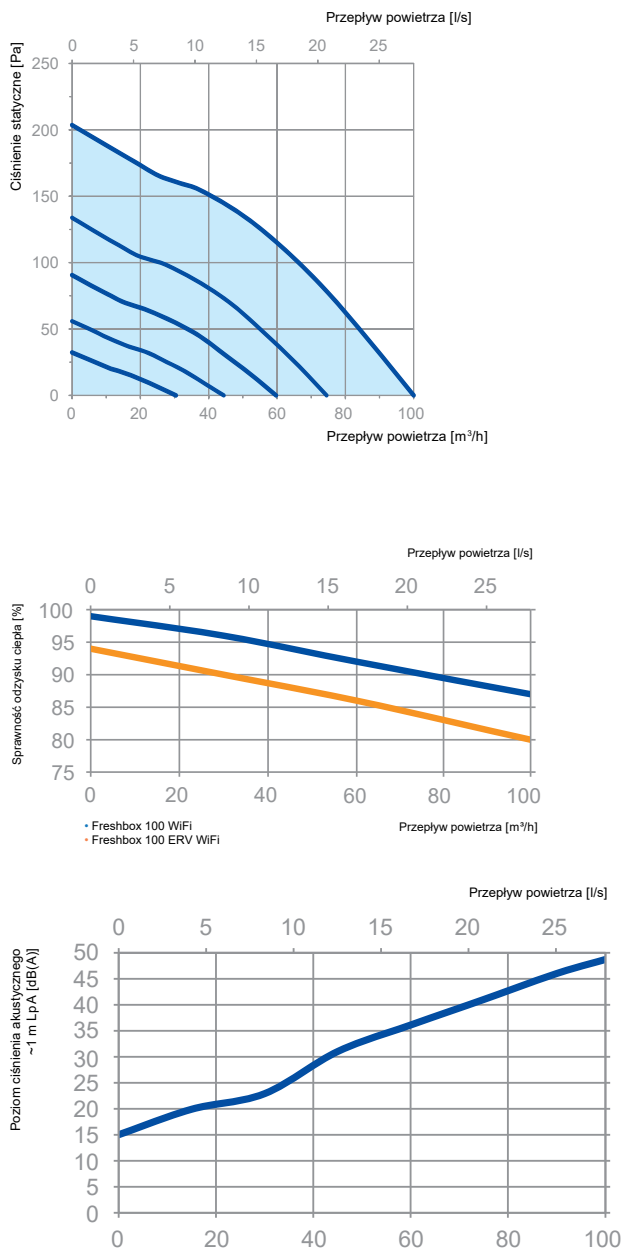 Przepływ powietrza [l/s]
0 5 10 15 20 25
Ciśnienie statyczne [Pa]
250
200
150
100
50
0
0 20 40 60 80 100
Przepływ powietrza [m³/h]
Przepływ powietrza [l/s]
0 5 10 15 20 25
Sprawność odzysku ciepła [%]
100
95
90
85
80
75
0 20 40 60 80 100
• Freshbox 100 WiFi
Przepływ powietrza [m³/h]
• Freshbox 100 ERV WiFi
Przepływ powietrza [l/s]
0 5 10 15 20 25
Poziom ciśnienia akustycznego
~1 m LpA [dB(A)]
50
45
40
35
30
25
20
15
10
5
0
0 20 40 60 80 100